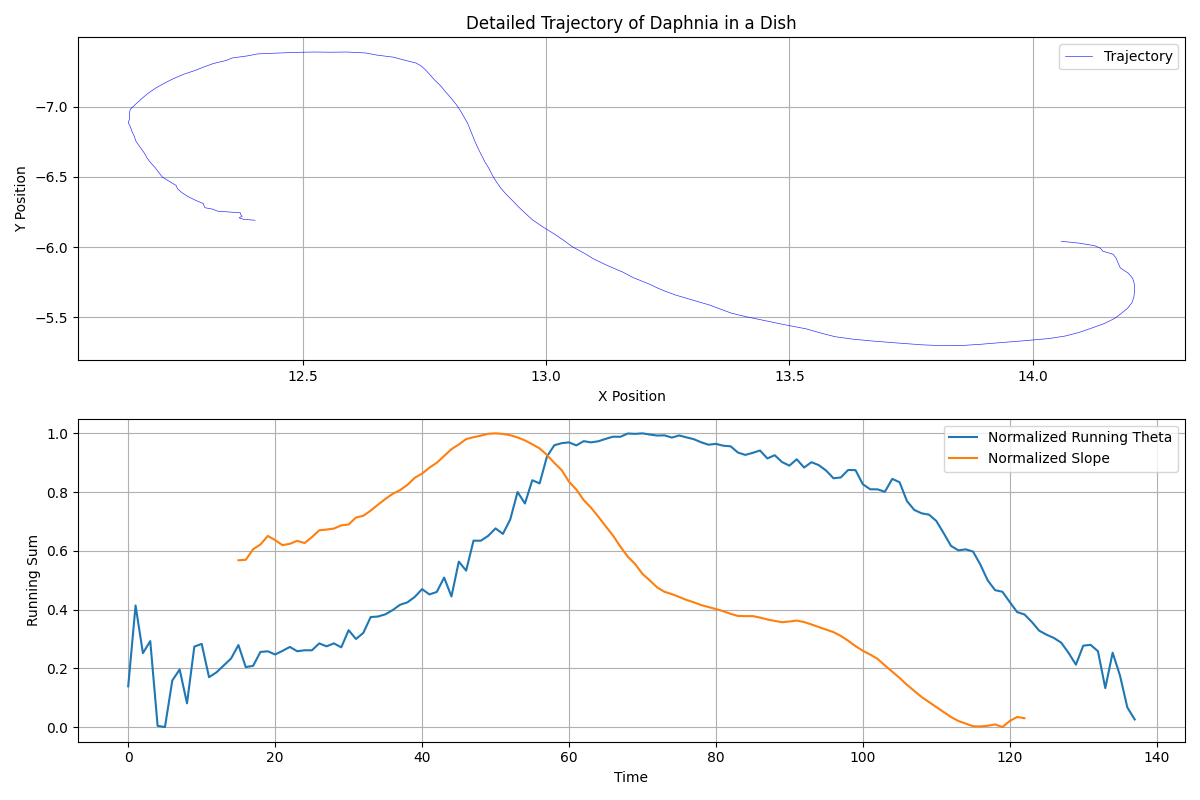 Detailed Trajectory of Daphnia in a Dish
Trajectory
Y Position
−7.0
−6.5
−6.0
−5.5
12.5 13.0 13.5 14.0
X Position
Normalized Running Theta
Normalized Slope
Running Sum
1.0
0.8
0.6
0.4
0.2
0.0
0 20 40 60 80 100 120 140
Time